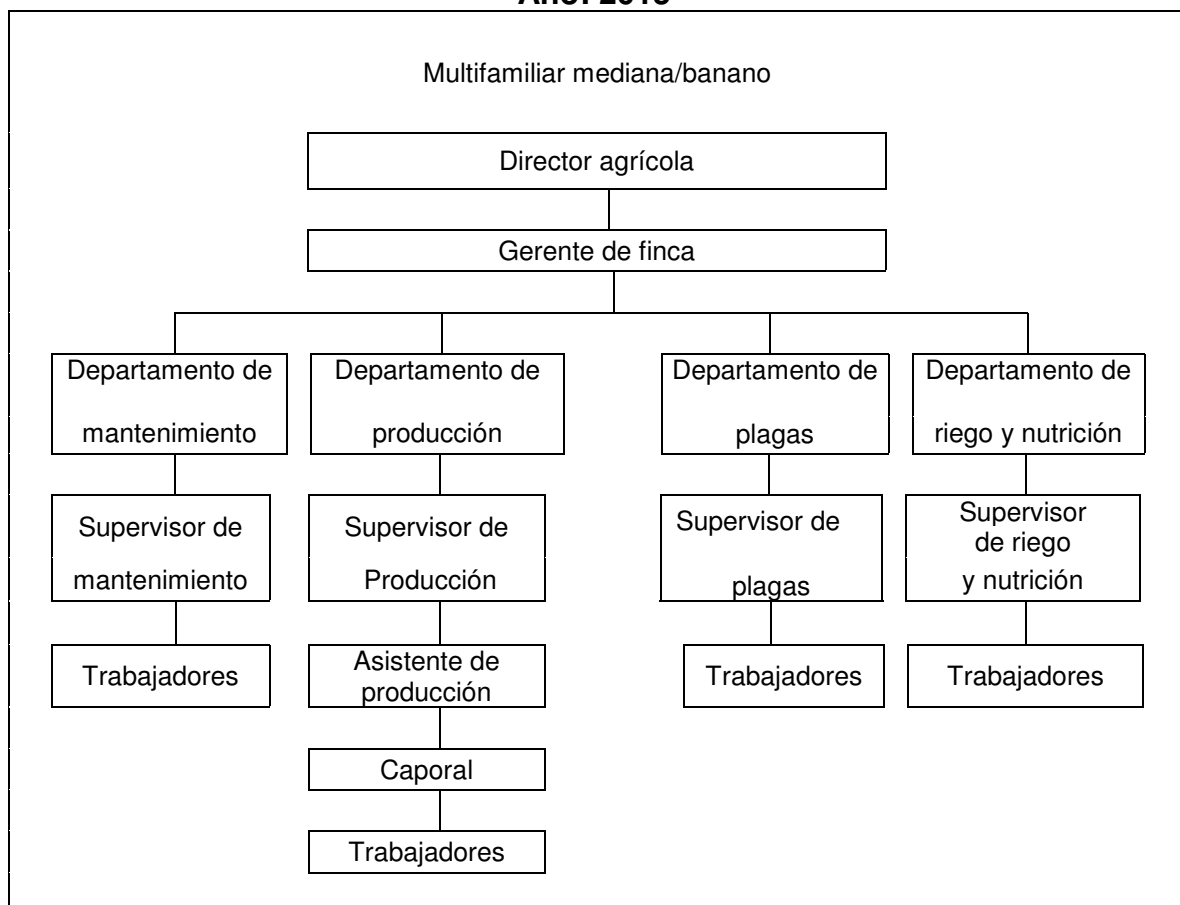 Multifamiliar mediana/banano
Director agrícola
Gerente de finca
Departamento de
mantenimiento
Departamento de
producción
Departamento de
plagas
Departamento de
riego y nutrición
Supervisor de
mantenimiento
Supervisor de
Producción
Supervisor de
plagas
Supervisor
de riego
y nutrición
Trabajadores
Asistente de
producción
Trabajadores
Trabajadores
Caporal
Trabajadores